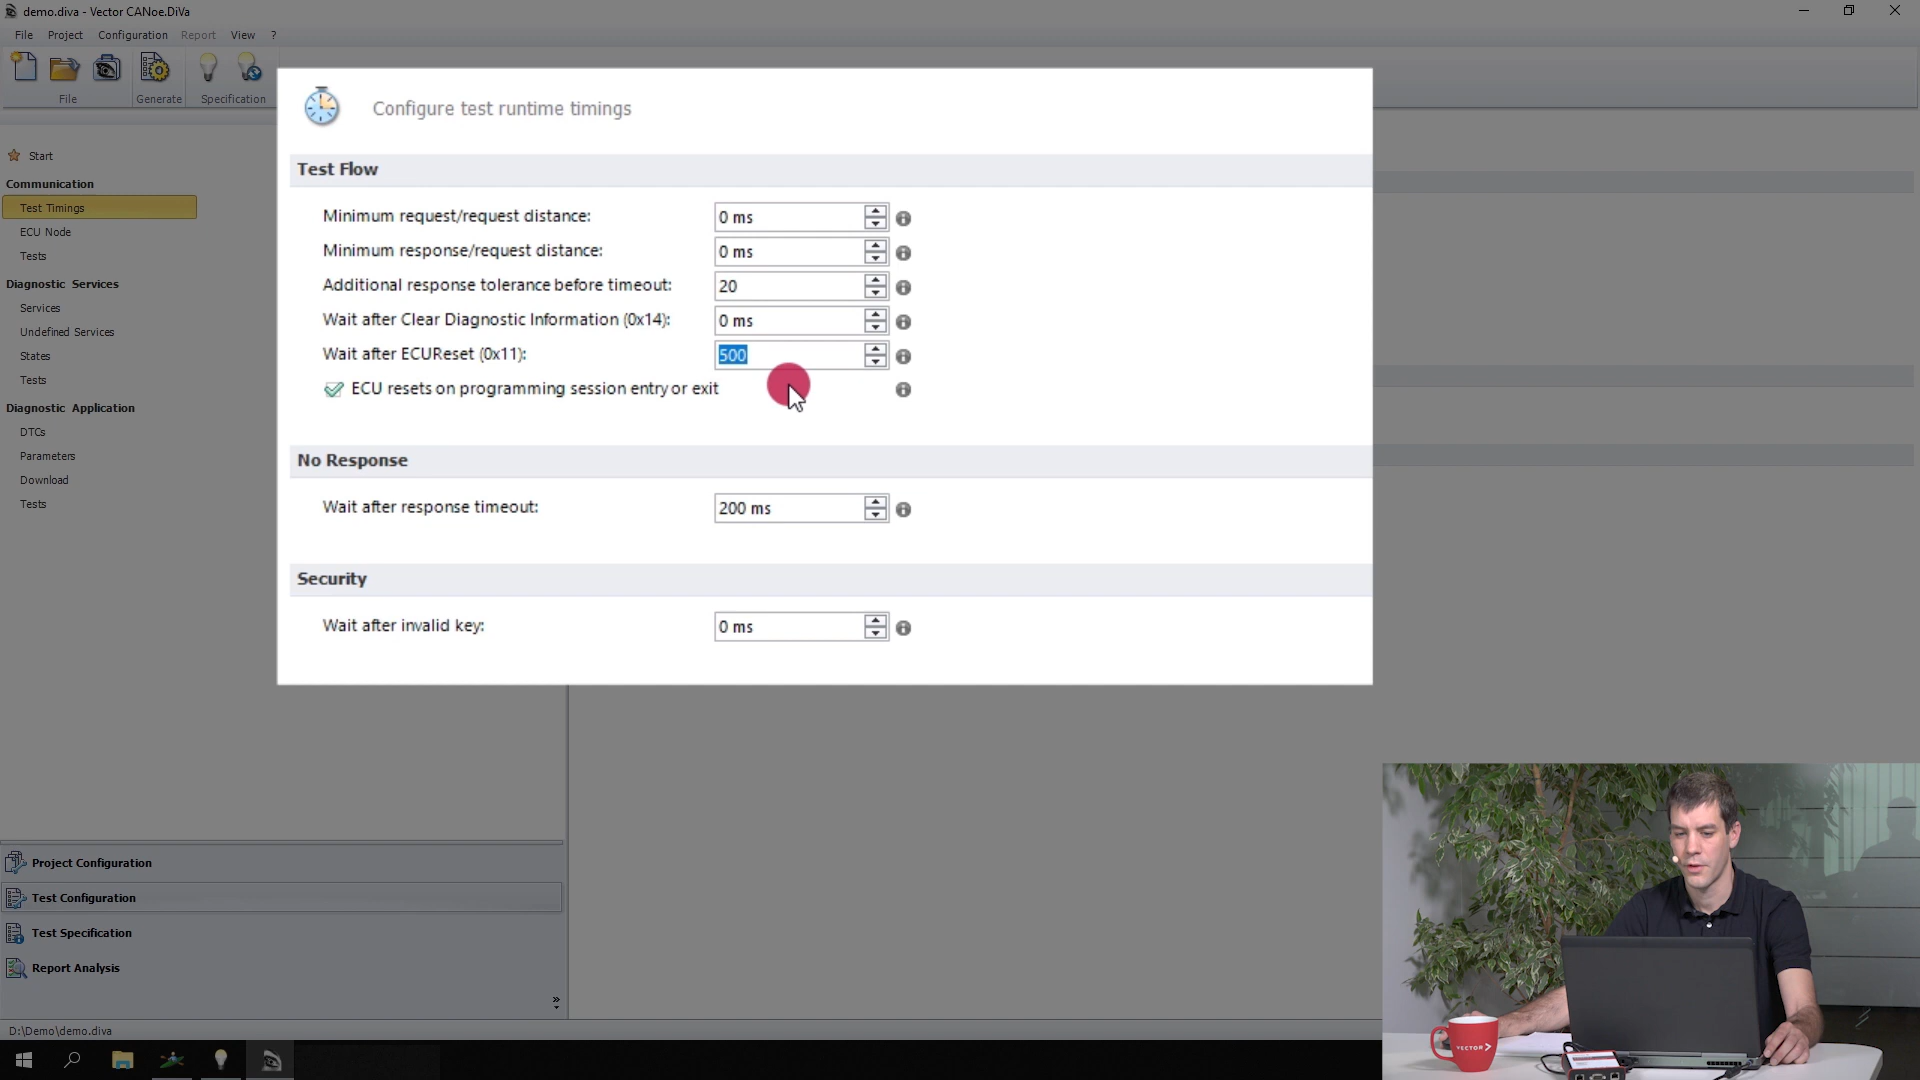 demo.diva - Vector CANoe.DiVa
File Project Configuration Report View ?
File Generate Specification
Start
Communication
Test Timings
ECU Node
Tests
Diagnostic Services
Services
Undefined Services
States
Tests
Diagnostic Application
DTCs
Parameters
Download
Tests
Configure test runtime timings
Test Flow
Minimum request/request distance: 0 ms
Minimum response/request distance: 0 ms
Additional response tolerance before timeout: 20
Wait after Clear Diagnostic Information (0x14): 0 ms
Wait after ECUReset (0x11): 500
ECU resets on programming session entry or exit
No Response
Wait after response timeout: 200 ms
Security
Wait after invalid key: 0 ms
Project Configuration
Test Configuration
Test Specification
Report Analysis
D:\Demo\demo.diva
VECTOR